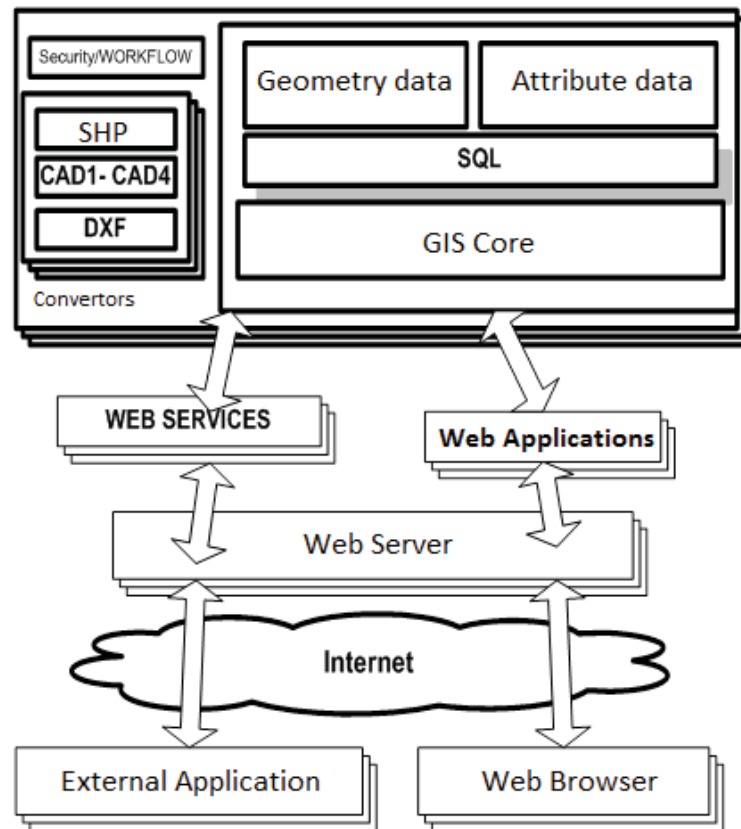 Security/WORKFLOW
SHP
CAD1- CAD4
DXF
Convertors
Geometry data
Attribute data
SQL
GIS Core
WEB SERVICES
Web Applications
Web Server
Internet
External Application
Web Browser